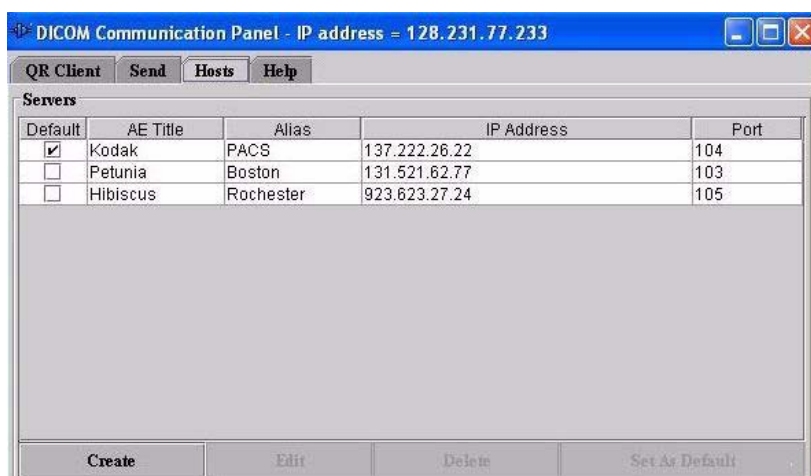 DICOM Communication Panel - IP address = 128.231.77.233
QR Client Send Hosts Help
Servers
Default AE Title Alias IP Address Port
Kodak PACS 137.222.26.22 104
Petunia Boston 131.521.62.77 103
Hibiscus Rochester 923.623.27.24 105
Create Edit Delete Set As Default